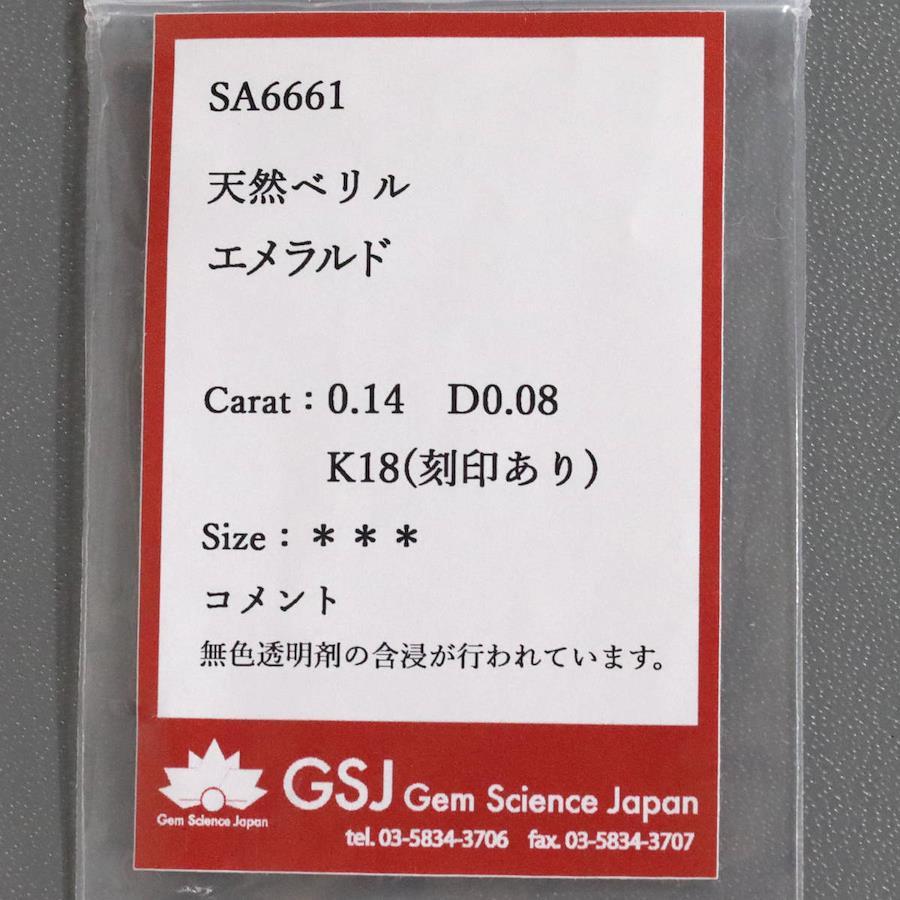 SA6661
天然ベリル
エメラルド
Carat：0.14　D0.08
K18(刻印あり)
Size：＊＊＊
コメント
無色透明剤の含浸が行われています。
GSJ Gem Science Japan
Gem Science Japan
tel. 03-5834-3706　fax. 03-5834-3707